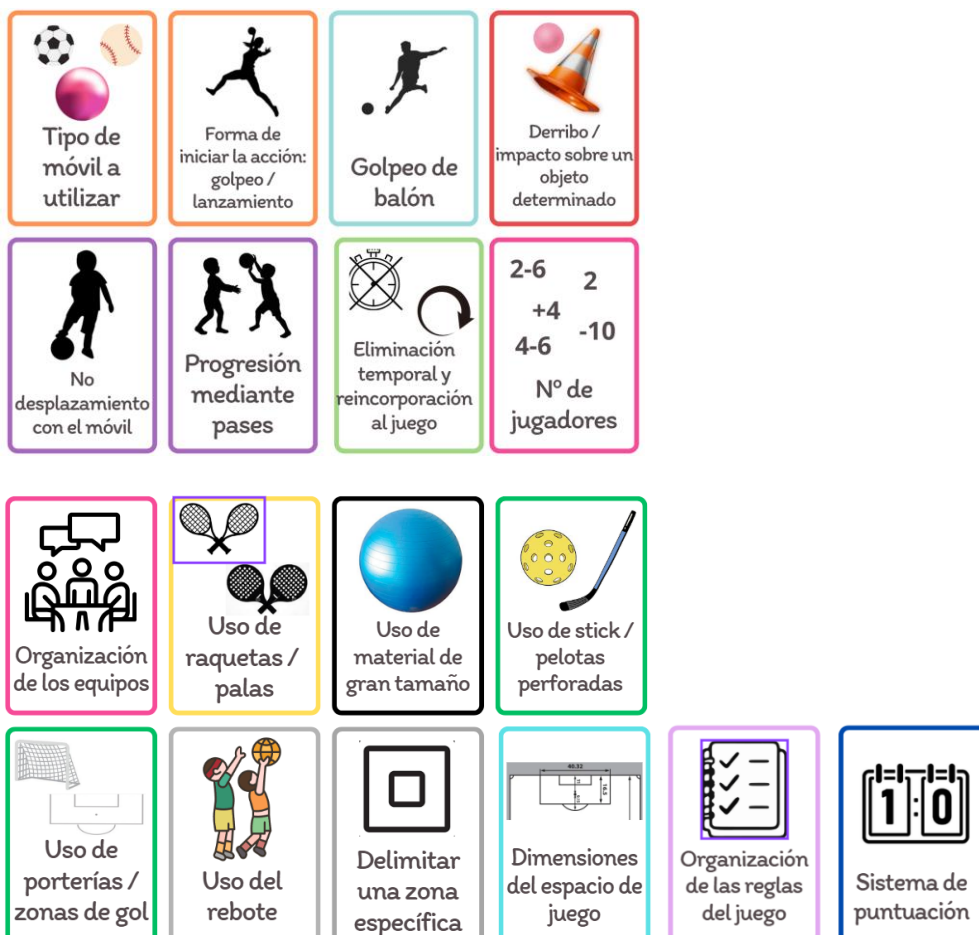 Tipo de
móvil a
utilizar
Forma de
iniciar la acción:
golpeo /
lanzamiento
Golpeo de
balón
Derribo /
impacto sobre un
objeto
determinado
No
desplazamiento
con el móvil
Progresión
mediante
pases
Eliminación
temporal y
reincorporación
al juego
2-6
2
+4
-10
4-6
Nº de
jugadores
Organización
de los equipos
Uso de
raquetas /
palas
Uso de
material de
gran tamaño
Uso de stick /
pelotas
perforadas
Uso de
porterías /
zonas de gol
Uso del
rebote
Delimitar
una zona
específica
40,32
16,5
Dimensiones
del espacio de
juego
Organización
de las reglas
del juego
1:0
Sistema de
puntuación